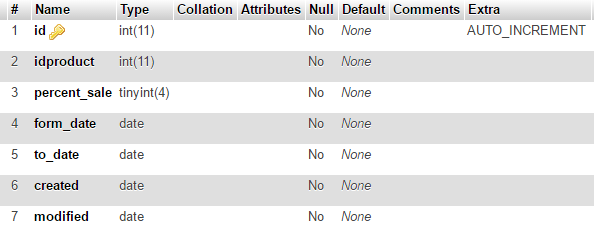 # Name Type Collation Attributes Null Default Comments Extra
1 id int(11) No None AUTO_INCREMENT
2 idproduct int(11) No None
3 percent_sale tinyint(4) No None
4 form_date date No None
5 to_date date No None
6 created date No None
7 modified date No None